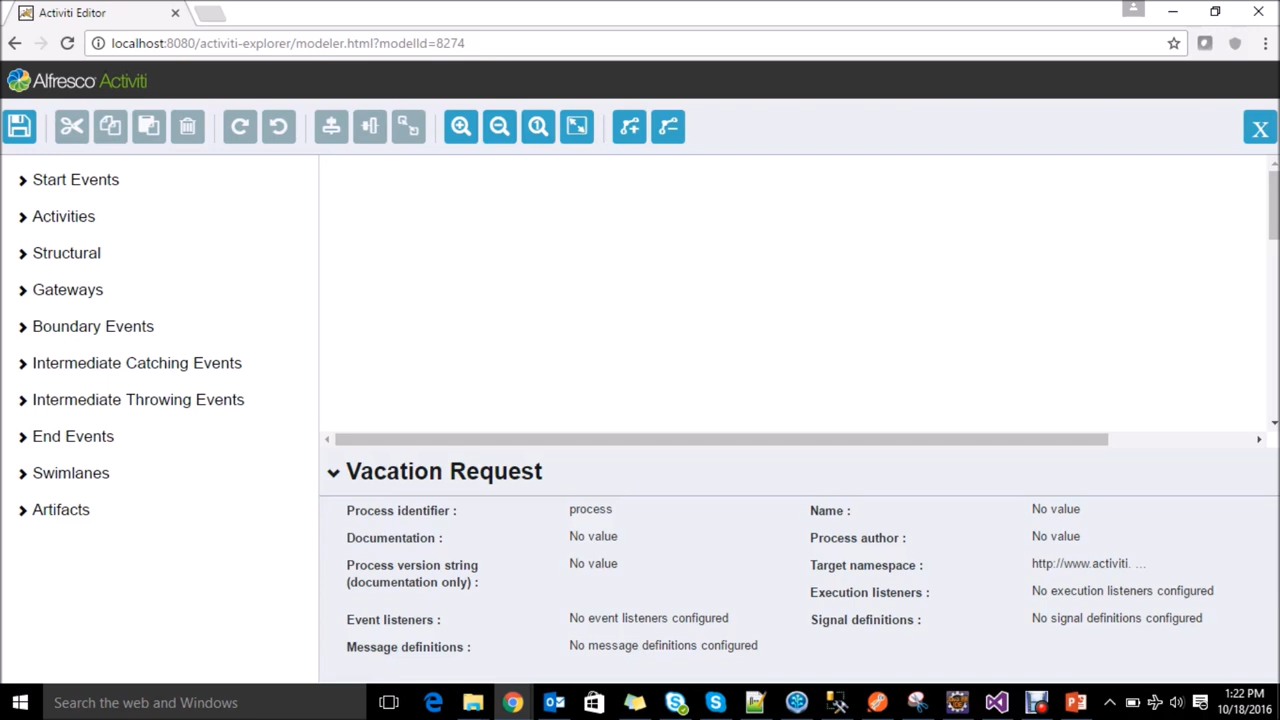 Activiti Editor
localhost:8080/activiti-explorer/modeler.html?modelId=8274
Alfresco Activiti
X
Start Events
Activities
Structural
Gateways
Boundary Events
Intermediate Catching Events
Intermediate Throwing Events
End Events
Swimlanes
Artifacts
Vacation Request
Process identifier : process
Name : No value
Documentation : No value
Process author : No value
Process version string (documentation only) : No value
Target namespace : http://www.activiti. ...
Execution listeners : No execution listeners configured
Event listeners : No event listeners configured
Signal definitions : No signal definitions configured
Message definitions : No message definitions configured
Search the web and Windows
1:22 PM
10/18/2016